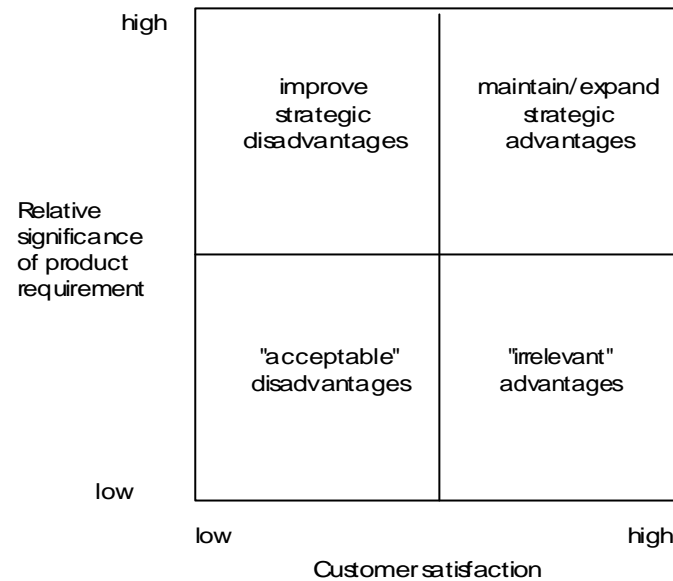 high
improve
strategic
disadvantages
maintain/expand
strategic
advantages
Relative
significance
of product
requirement
"acceptable"
disadvantages
"irrelevant"
advantages
low
low
high
Customer satisfaction